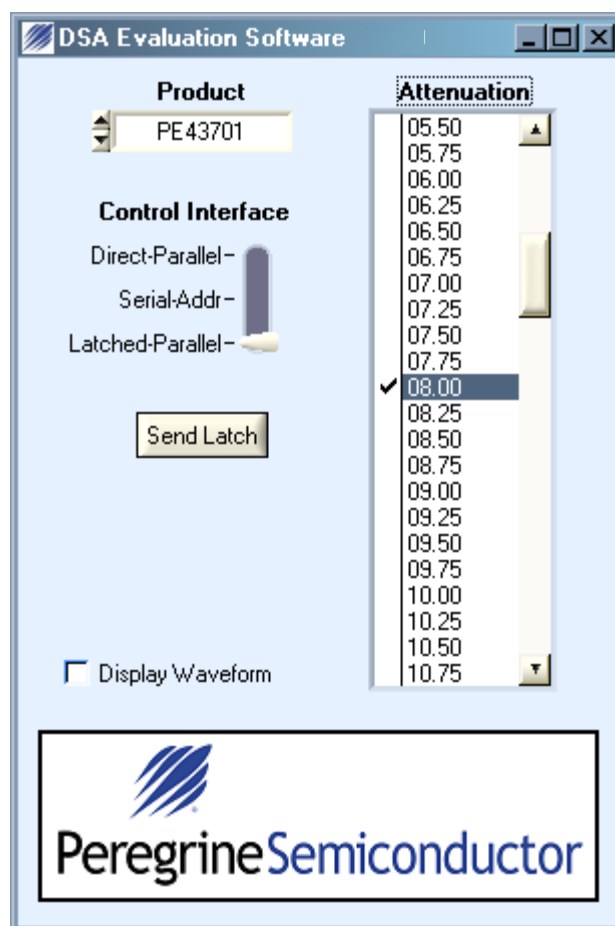 DSA Evaluation Software
Product
PE43701
Control Interface
Direct-Parallel
Serial-Addr
Latched-Parallel
Send Latch
Display Waveform
Attenuation
05.50
05.75
06.00
06.25
06.50
06.75
07.00
07.25
07.50
07.75
08.00
08.25
08.50
08.75
09.00
09.25
09.50
09.75
10.00
10.25
10.50
10.75
PeregrineSemiconductor